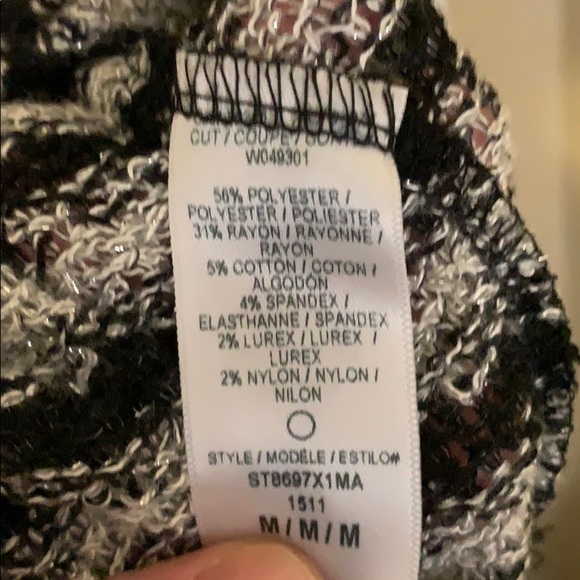 CUT / COUPE /
W049301
56% POLYESTER /
POLYESTER / POLIESTER
31% RAYON / RAYONNE /
RAYON
5% COTTON / COTON /
ALGODON
4% SPANDEX /
ELASTHANNE / SPANDEX
2% LUREX / LUREX /
LUREX
2% NYLON / NYLON /
NILON
STYLE / MODÈLE / ESTILO#
ST8697X1MA
1511
M / M / M